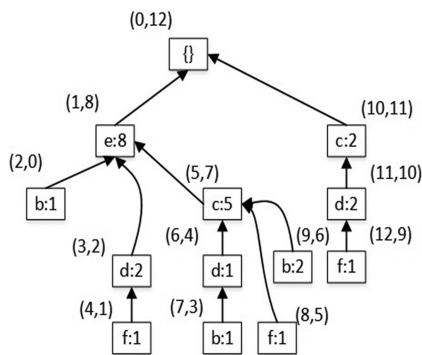 (0,12)
{}
(1,8)
(10,11)
e:8
c:2
(2,0)
(5,7)
(11,10)
b:1
c:5
d:2
(3,2)
(6,4)
(9,6)
(12,9)
d:2
d:1
b:2
f:1
(4,1)
(7,3)
(8,5)
f:1
b:1
f:1